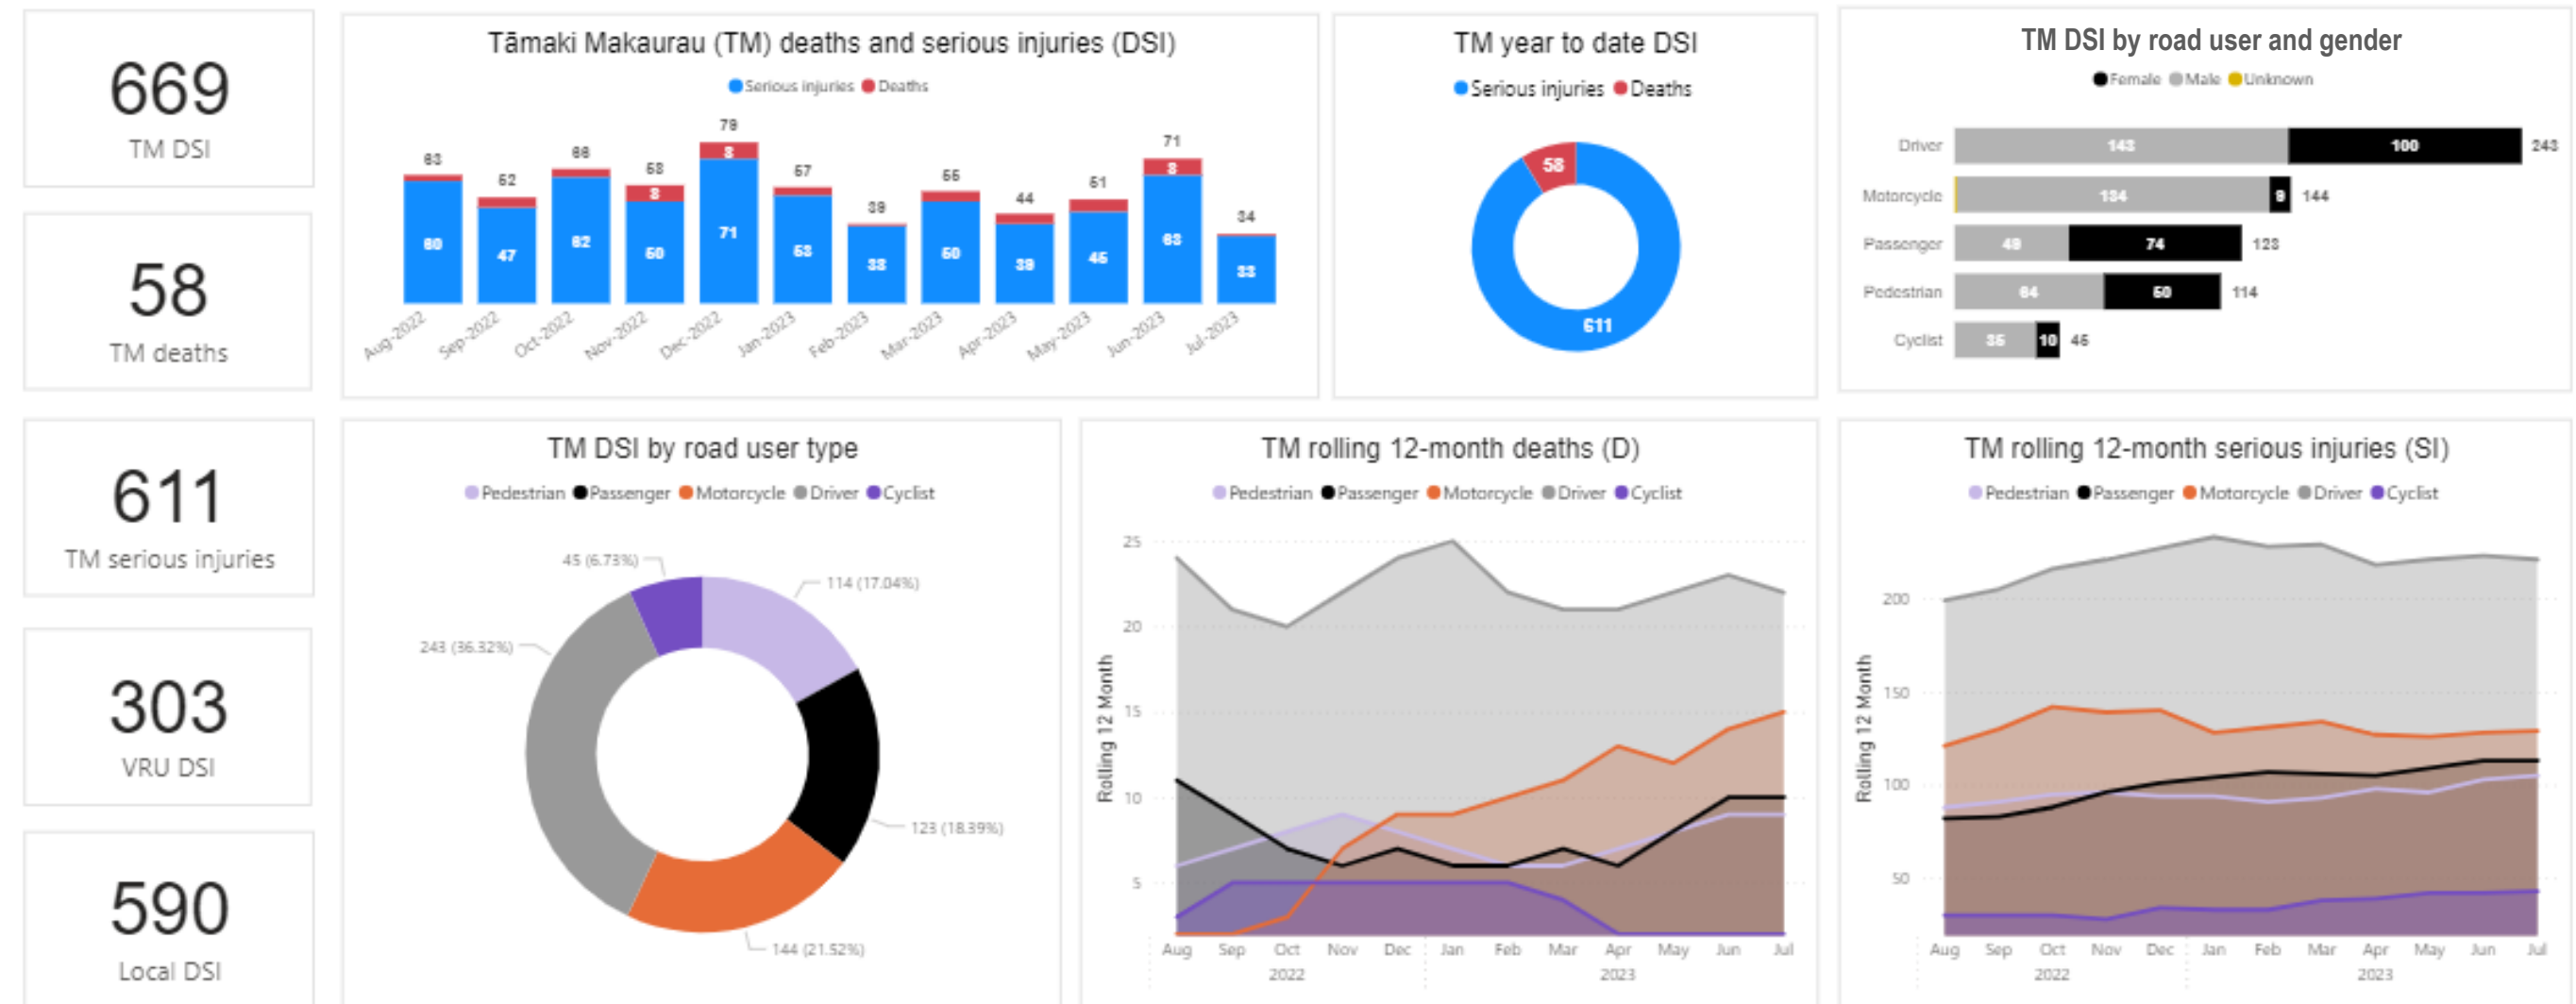 669
TM DSI
58
TM deaths
611
TM serious injuries
303
VRU DSI
590
Local DSI
Tāmaki Makaurau (TM) deaths and serious injuries (DSI)
Serious injuries Deaths
63 52 66 58 79 57 39 55 44 51 71 34
8 8 8
60 47 62 50 71 53 38 50 39 45 63 33
Aug-2022 Sep-2022 Oct-2022 Nov-2022 Dec-2022 Jan-2023 Feb-2023 Mar-2023 Apr-2023 May-2023 Jun-2023 Jul-2023
TM year to date DSI
Serious injuries Deaths
58
611
TM DSI by road user and gender
Female Male Unknown
Driver 143 100 243
Motorcycle 134 9 144
Passenger 49 74 123
Pedestrian 64 50 114
Cyclist 35 10 45
TM DSI by road user type
Pedestrian Passenger Motorcycle Driver Cyclist
45 (6.73%)
114 (17.04%)
243 (36.32%)
123 (18.39%)
144 (21.52%)
TM rolling 12-month deaths (D)
Pedestrian Passenger Motorcycle Driver Cyclist
Rolling 12 Month
25
20
15
10
5
Aug Sep Oct Nov Dec Jan Feb Mar Apr May Jun Jul
2022 2023
TM rolling 12-month serious injuries (SI)
Pedestrian Passenger Motorcycle Driver Cyclist
Rolling 12 Month
200
150
100
50
Aug Sep Oct Nov Dec Jan Feb Mar Apr May Jun Jul
2022 2023